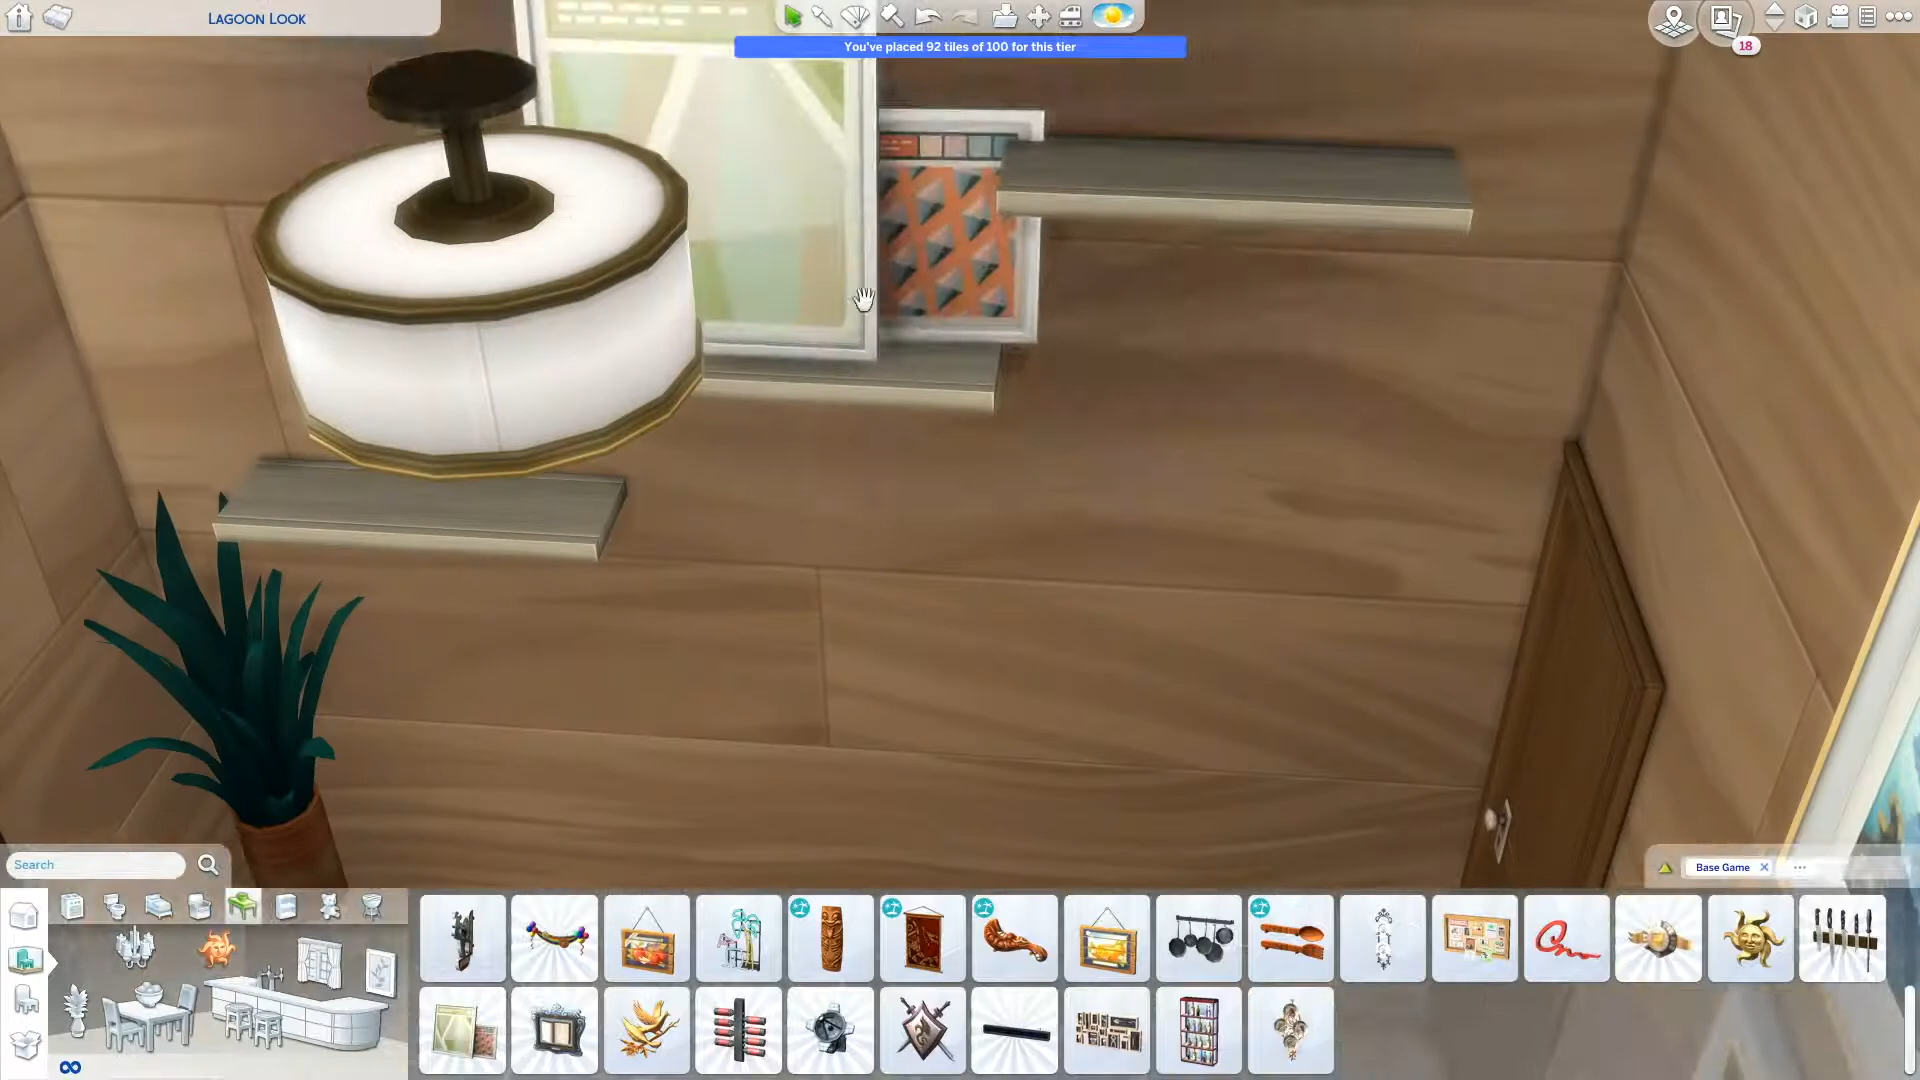 LAGOON LOOK
You've placed 92 tiles of 100 for this tier
18
Search
Base Game